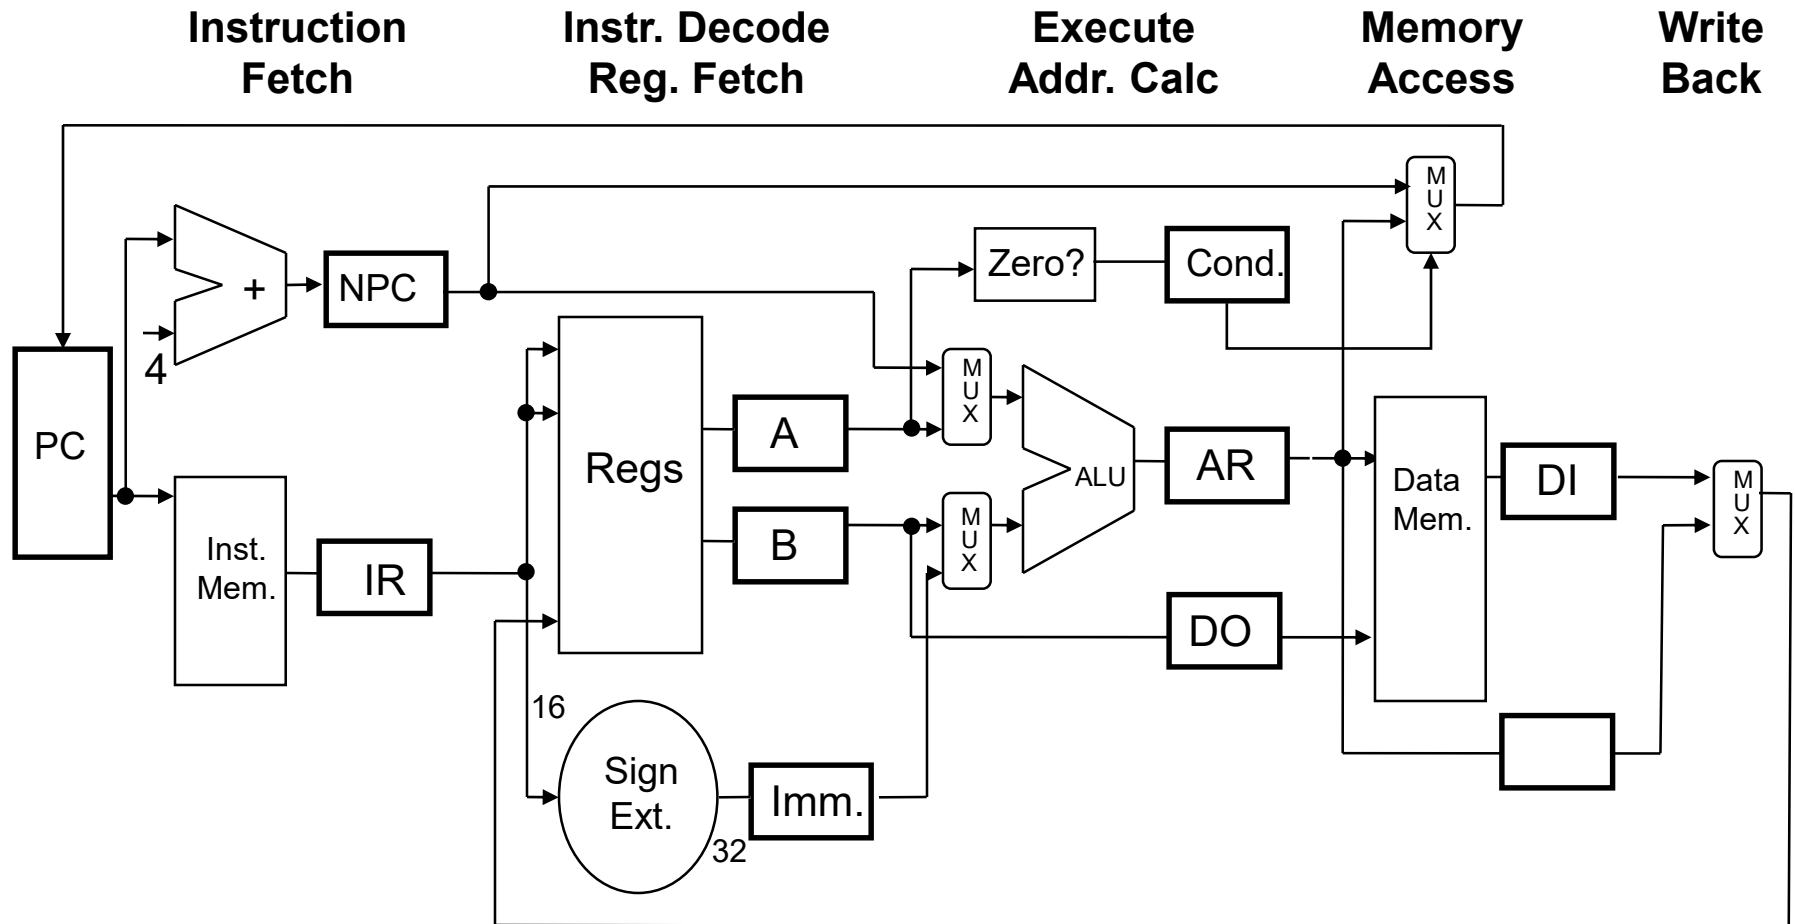 Instruction
Fetch
Instr. Decode
Reg. Fetch
Execute
Addr. Calc
Memory
Access
Write
Back
M
U
X
Zero?
Cond.
NPC
+
4
PC
M
U
X
A
Regs
ALU
AR
Data
Mem.
DI
M
U
X
M
U
X
Inst.
Mem.
IR
B
DO
16
Sign
Ext.
Imm.
32